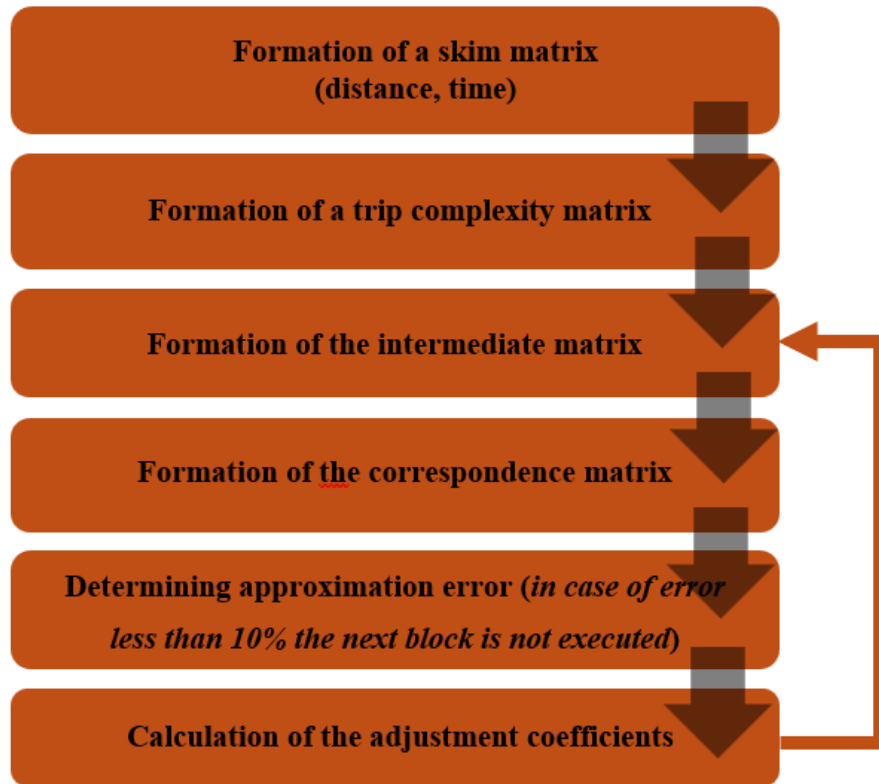 Formation of a skim matrix
(distance, time)
Formation of a trip complexity matrix
Formation of the intermediate matrix
Formation of the correspondence matrix
Determining approximation error (in case of error
less than 10% the next block is not executed)
Calculation of the adjustment coefficients